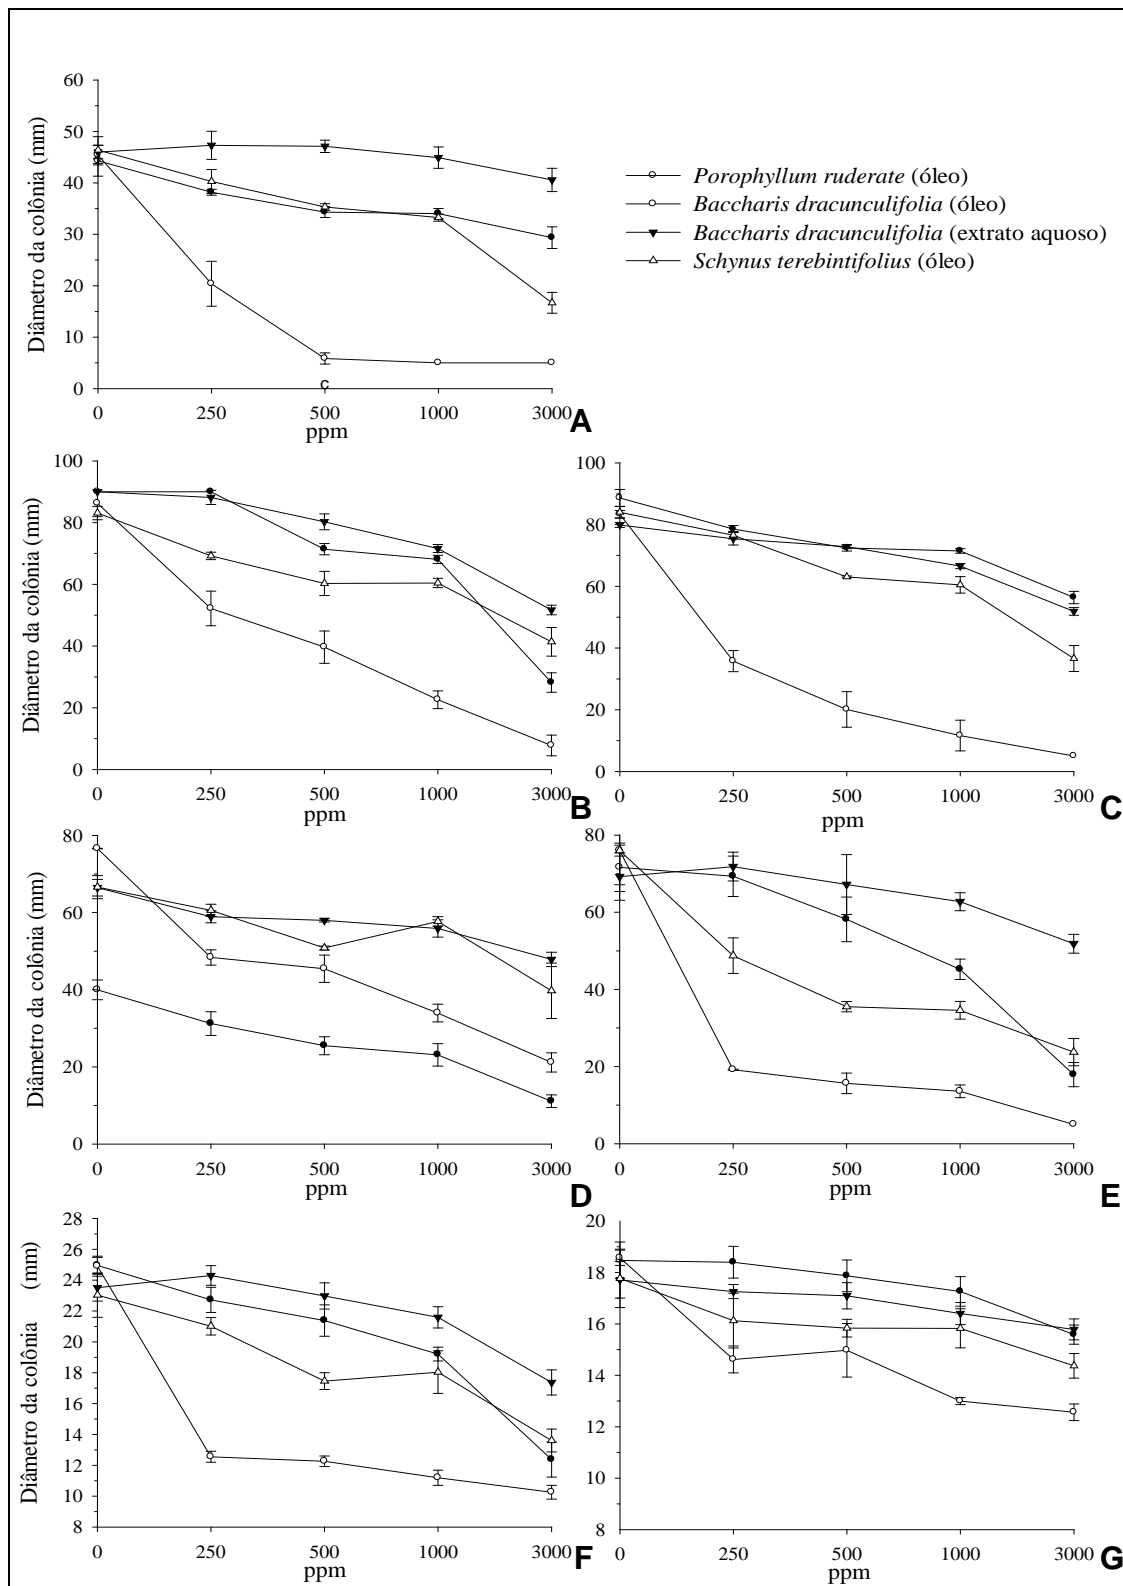 60
50
40
30
20
10
0
Diâmetro da colônia (mm)
0 250 500 1000 3000
ppm
c
A
Porophyllum ruderate (óleo)
Baccharis dracunculifolia (óleo)
Baccharis dracunculifolia (extrato aquoso)
Schynus terebintifolius (óleo)
100
80
60
40
20
0
Diâmetro da colônia (mm)
0 250 500 1000 3000
ppm
B
100
80
60
40
20
0
0 250 500 1000 3000
ppm
C
80
60
40
20
0
Diâmetro da colônia (mm)
0 250 500 1000 3000
ppm
D
80
60
40
20
0
0 250 500 1000 3000
ppm
E
28
26
24
22
20
18
16
14
12
10
8
Diâmetro da colônia (mm)
0 250 500 1000 3000
ppm
F
20
18
16
14
12
10
8
0 250 500 1000 3000
ppm
G